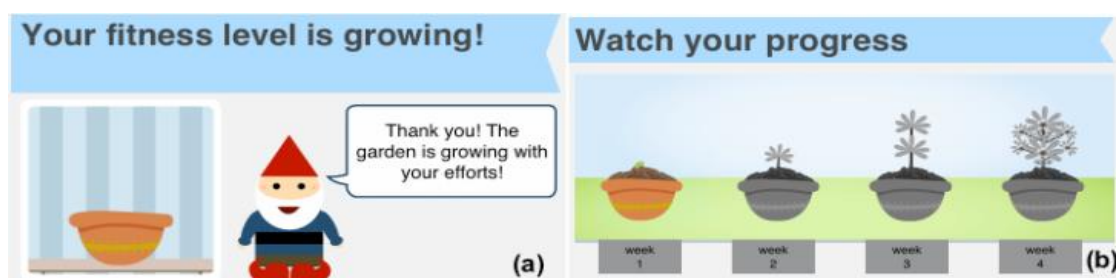 Your fitness level is growing!
Thank you! The
garden is growing with
your efforts!
(a)
Watch your progress
week
1
week
2
week
3
week
4
(b)